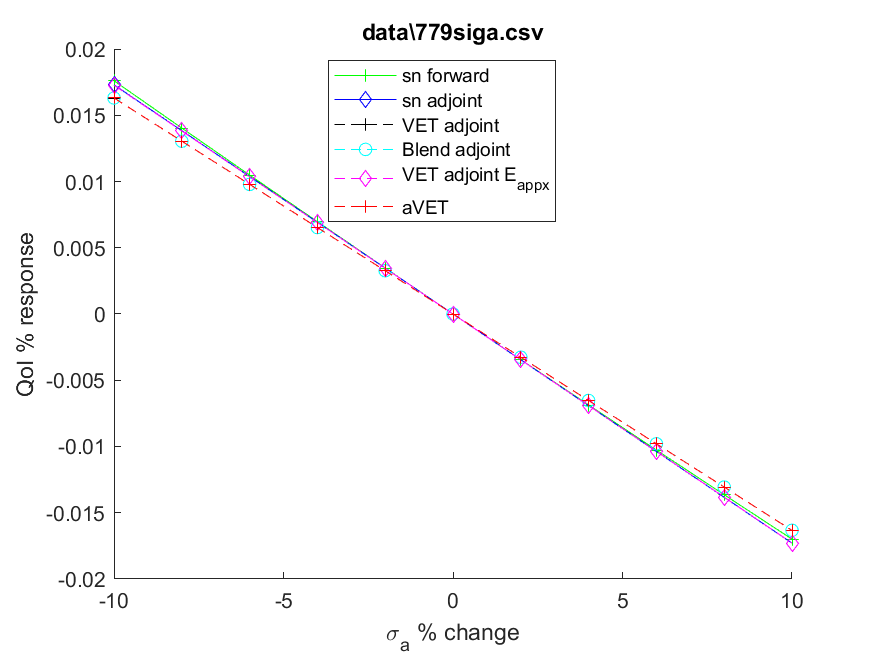 data\779siga.csv
sn forward
sn adjoint
VET adjoint
Blend adjoint
VET adjoint E_appx
aVET
0.02
0.015
0.01
0.005
0
-0.005
-0.01
-0.015
-0.02
QoI % response
-10 -5 0 5 10
σ_a % change